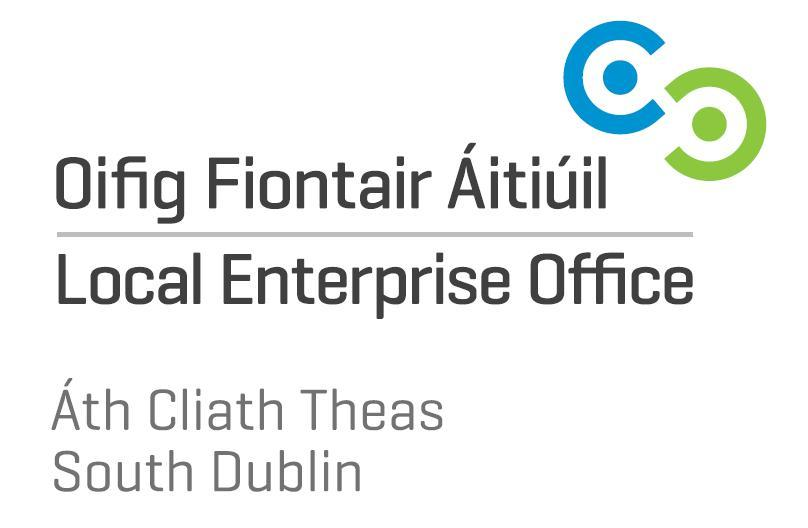 Oifig Fiontair Áitiúil
Local Enterprise Office
Áth Cliath Theas
South Dublin